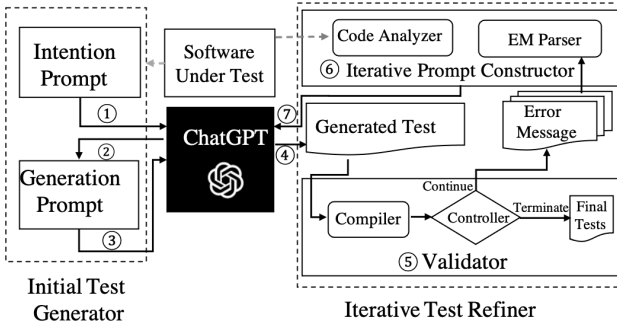 Intention
Prompt
Software
Under Test
Code Analyzer
EM Parser
⑥ Iterative Prompt Constructor
①
⑦
ChatGPT
②
④
Generated Test
Error
Message
Generation
Prompt
③
Continue
Compiler
Controller
Terminate
Final
Tests
⑤ Validator
Initial Test
Generator
Iterative Test Refiner